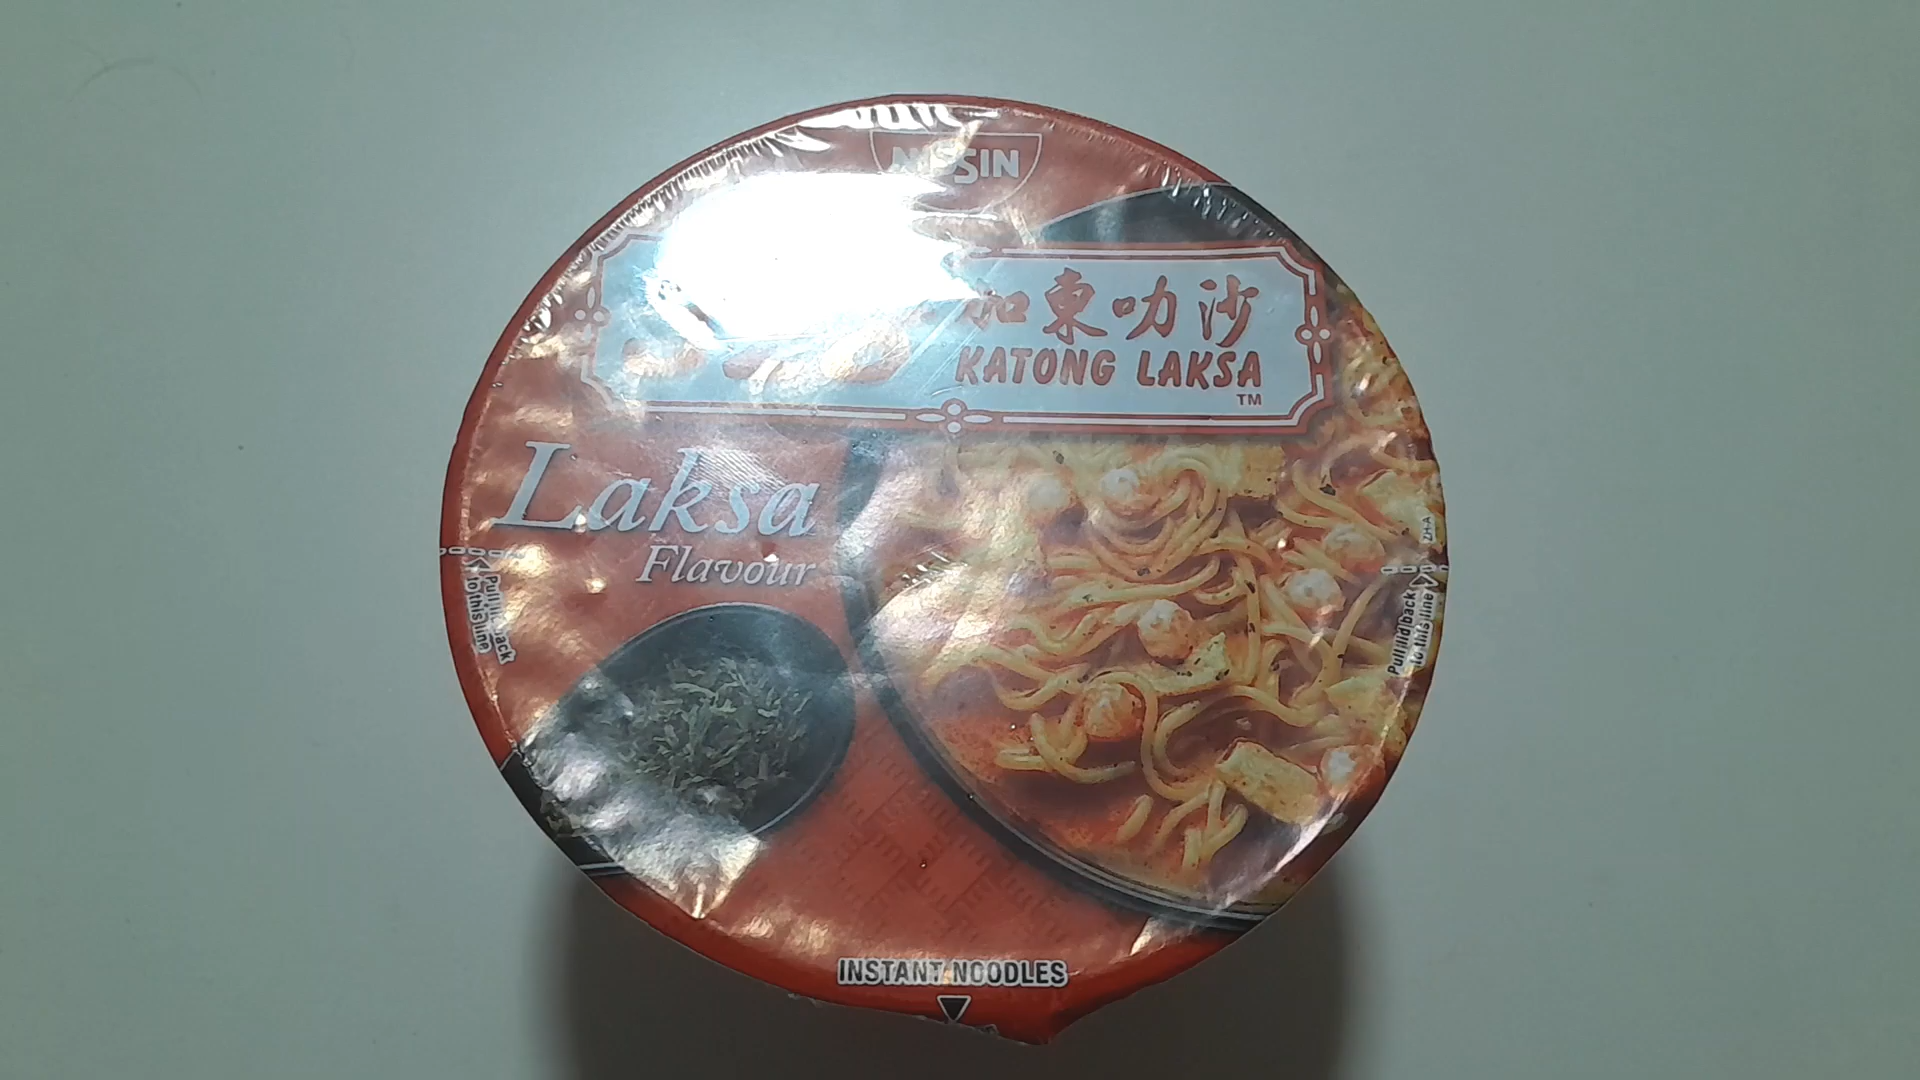 NISSIN
加東叻沙
KATONG LAKSA
TM
Laksa
Flavour
Pull lid back
to this line
ZH-A
Pull lid back
to this line
INSTANT NOODLES